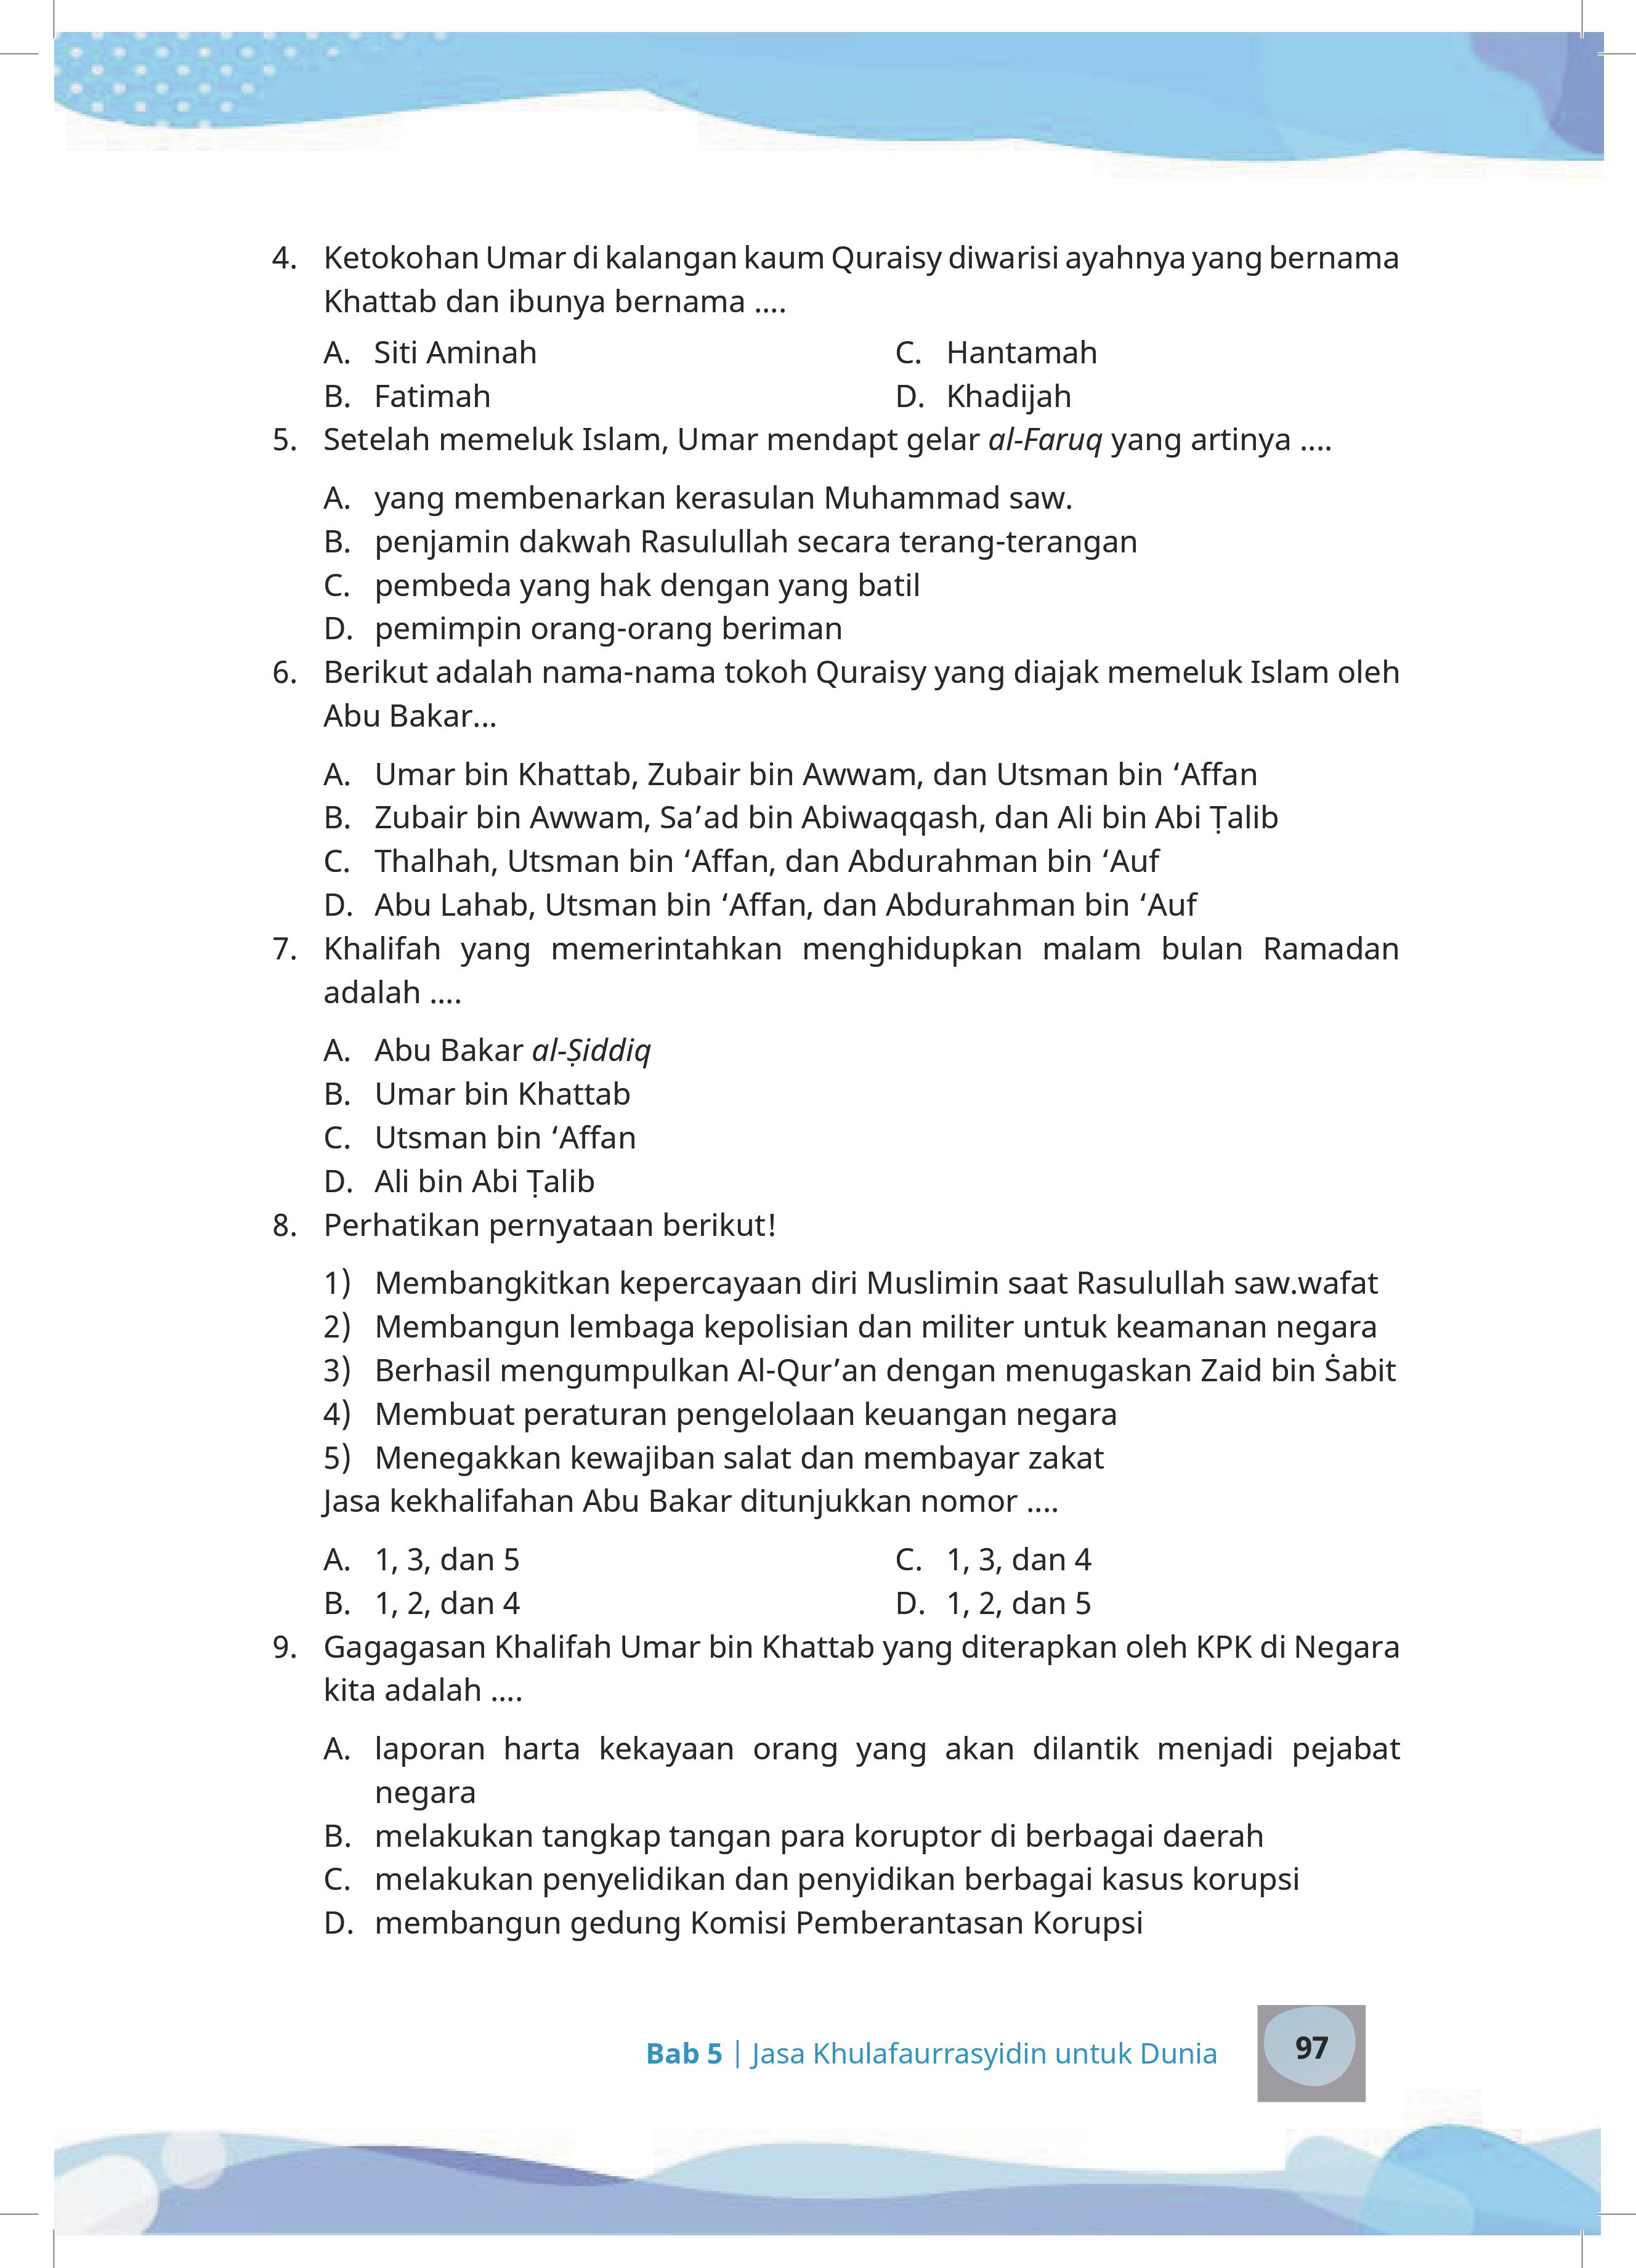 4. Ketokohan Umar di kalangan kaum Quraisy diwarisi ayahnya yang bernama
Khattab dan ibunya bernama ....
A. Siti Aminah
B. Fatimah
C. Hantamah
D. Khadijah
5. Setelah memeluk Islam, Umar mendapt gelar al-Faruq yang artinya ....
A. yang membenarkan kerasulan Muhammad saw.
B. penjamin dakwah Rasulullah secara terang-terangan
C. pembeda yang hak dengan yang batil
D. pemimpin orang-orang beriman
6. Berikut adalah nama-nama tokoh Quraisy yang diajak memeluk Islam oleh
Abu Bakar...
A. Umar bin Khattab, Zubair bin Awwam, dan Utsman bin ‘Affan
B. Zubair bin Awwam, Sa’ad bin Abiwaqqash, dan Ali bin Abi Ṭalib
C. Thalhah, Utsman bin ‘Affan, dan Abdurahman bin ‘Auf
D. Abu Lahab, Utsman bin ‘Affan, dan Abdurahman bin ‘Auf
7. Khalifah yang memerintahkan menghidupkan malam bulan Ramadan
adalah ....
A. Abu Bakar al-Ṣiddiq
B. Umar bin Khattab
C. Utsman bin ‘Affan
D. Ali bin Abi Ṭalib
8. Perhatikan pernyataan berikut!
1) Membangkitkan kepercayaan diri Muslimin saat Rasulullah saw.wafat
2) Membangun lembaga kepolisian dan militer untuk keamanan negara
3) Berhasil mengumpulkan Al-Qur’an dengan menugaskan Zaid bin Ṡabit
4) Membuat peraturan pengelolaan keuangan negara
5) Menegakkan kewajiban salat dan membayar zakat
Jasa kekhalifahan Abu Bakar ditunjukkan nomor ....
A. 1, 3, dan 5
B. 1, 2, dan 4
C. 1, 3, dan 4
D. 1, 2, dan 5
9. Gagagasan Khalifah Umar bin Khattab yang diterapkan oleh KPK di Negara
kita adalah ....
A. laporan harta kekayaan orang yang akan dilantik menjadi pejabat
negara
B. melakukan tangkap tangan para koruptor di berbagai daerah
C. melakukan penyelidikan dan penyidikan berbagai kasus korupsi
D. membangun gedung Komisi Pemberantasan Korupsi
Bab 5 | Jasa Khulafaurrasyidin untuk Dunia
97